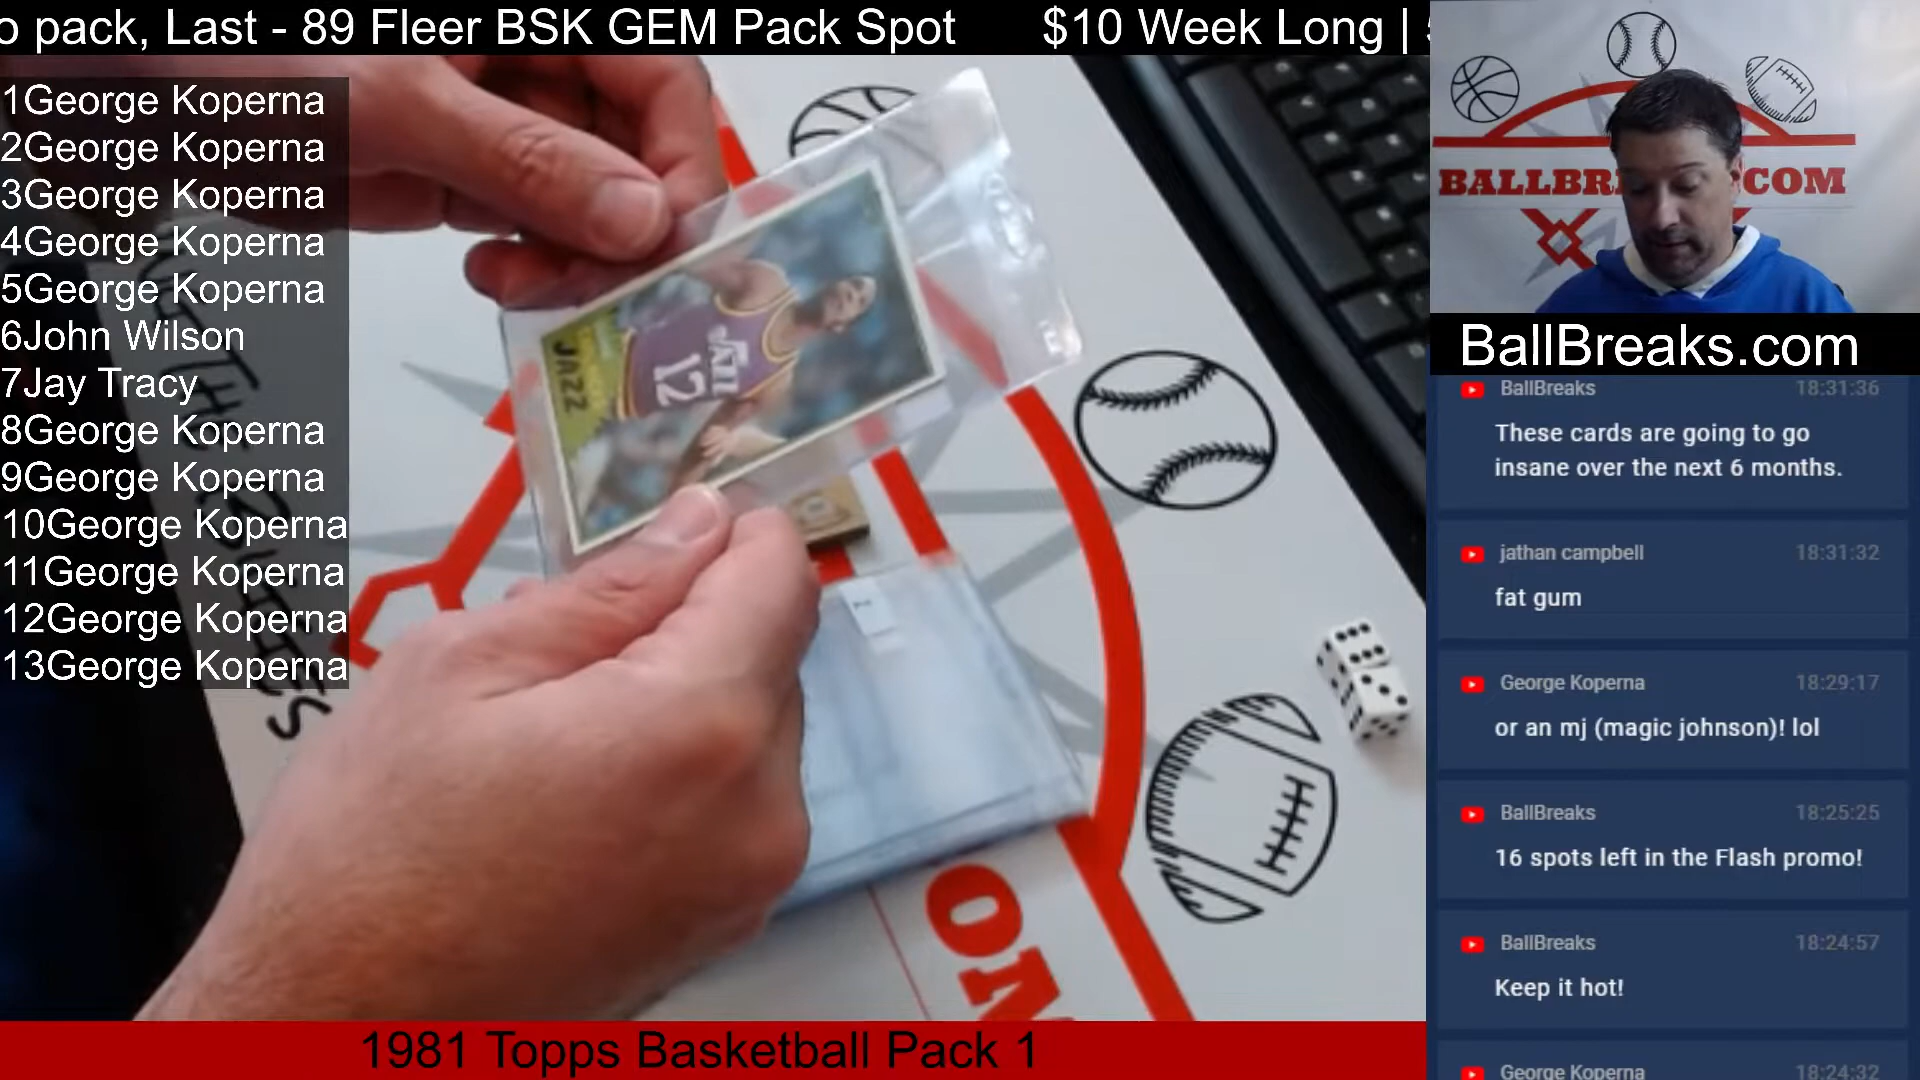 o pack, Last - 89 Fleer BSK GEM Pack Spot $10 Week Long |
1George Koperna
2George Koperna
3George Koperna
4George Koperna
5George Koperna
6John Wilson
7Jay Tracy
8George Koperna
9George Koperna
10George Koperna
11George Koperna
12George Koperna
13George Koperna
JAZZ
JAZZ
12
OM
1981 Topps Basketball Pack 1
BALLBR COM
BallBreaks.com
BallBreaks 18:31:36
These cards are going to go
insane over the next 6 months.
jathan campbell 18:31:32
fat gum
George Koperna 18:29:17
or an mj (magic johnson)! lol
BallBreaks 18:25:25
16 spots left in the Flash promo!
BallBreaks 18:24:57
Keep it hot!
George Koperna 18:24:32